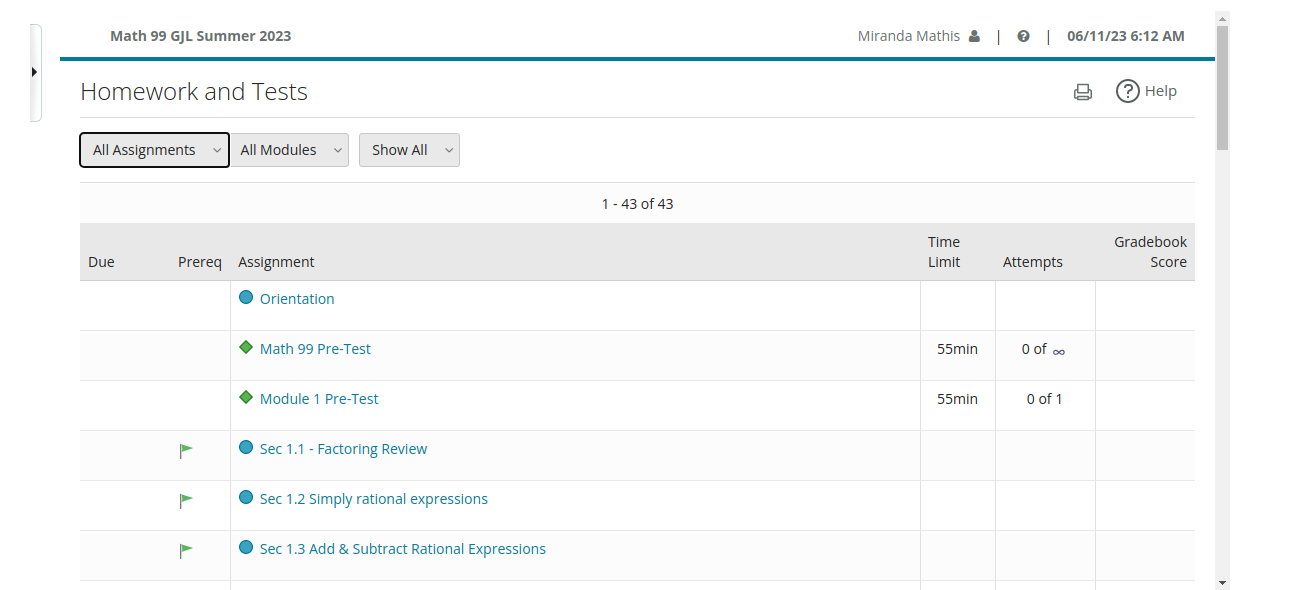 Math 99 GJL Summer 2023
Miranda Mathis | ? | 06/11/23 6:12 AM
Homework and Tests
? Help
All Assignments All Modules Show All
1 - 43 of 43
Due Prereq Assignment Time Limit Attempts Gradebook Score
Orientation
Math 99 Pre-Test 55min 0 of ∞
Module 1 Pre-Test 55min 0 of 1
Sec 1.1 - Factoring Review
Sec 1.2 Simply rational expressions
Sec 1.3 Add & Subtract Rational Expressions